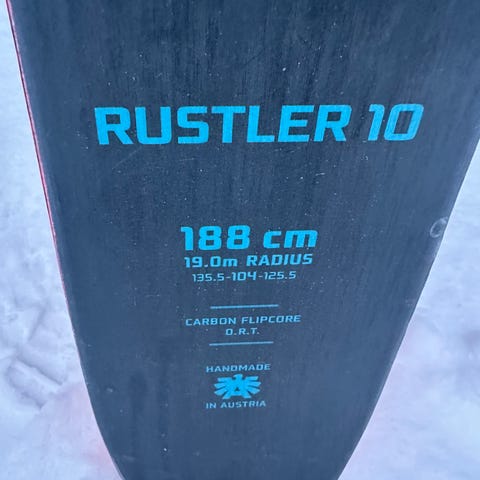 RUSTLER 10
188 cm
19.0m RADIUS
135.5-104-125.5
CARBON FLIPCORE
D.R.T.
HANDMADE
IN AUSTRIA